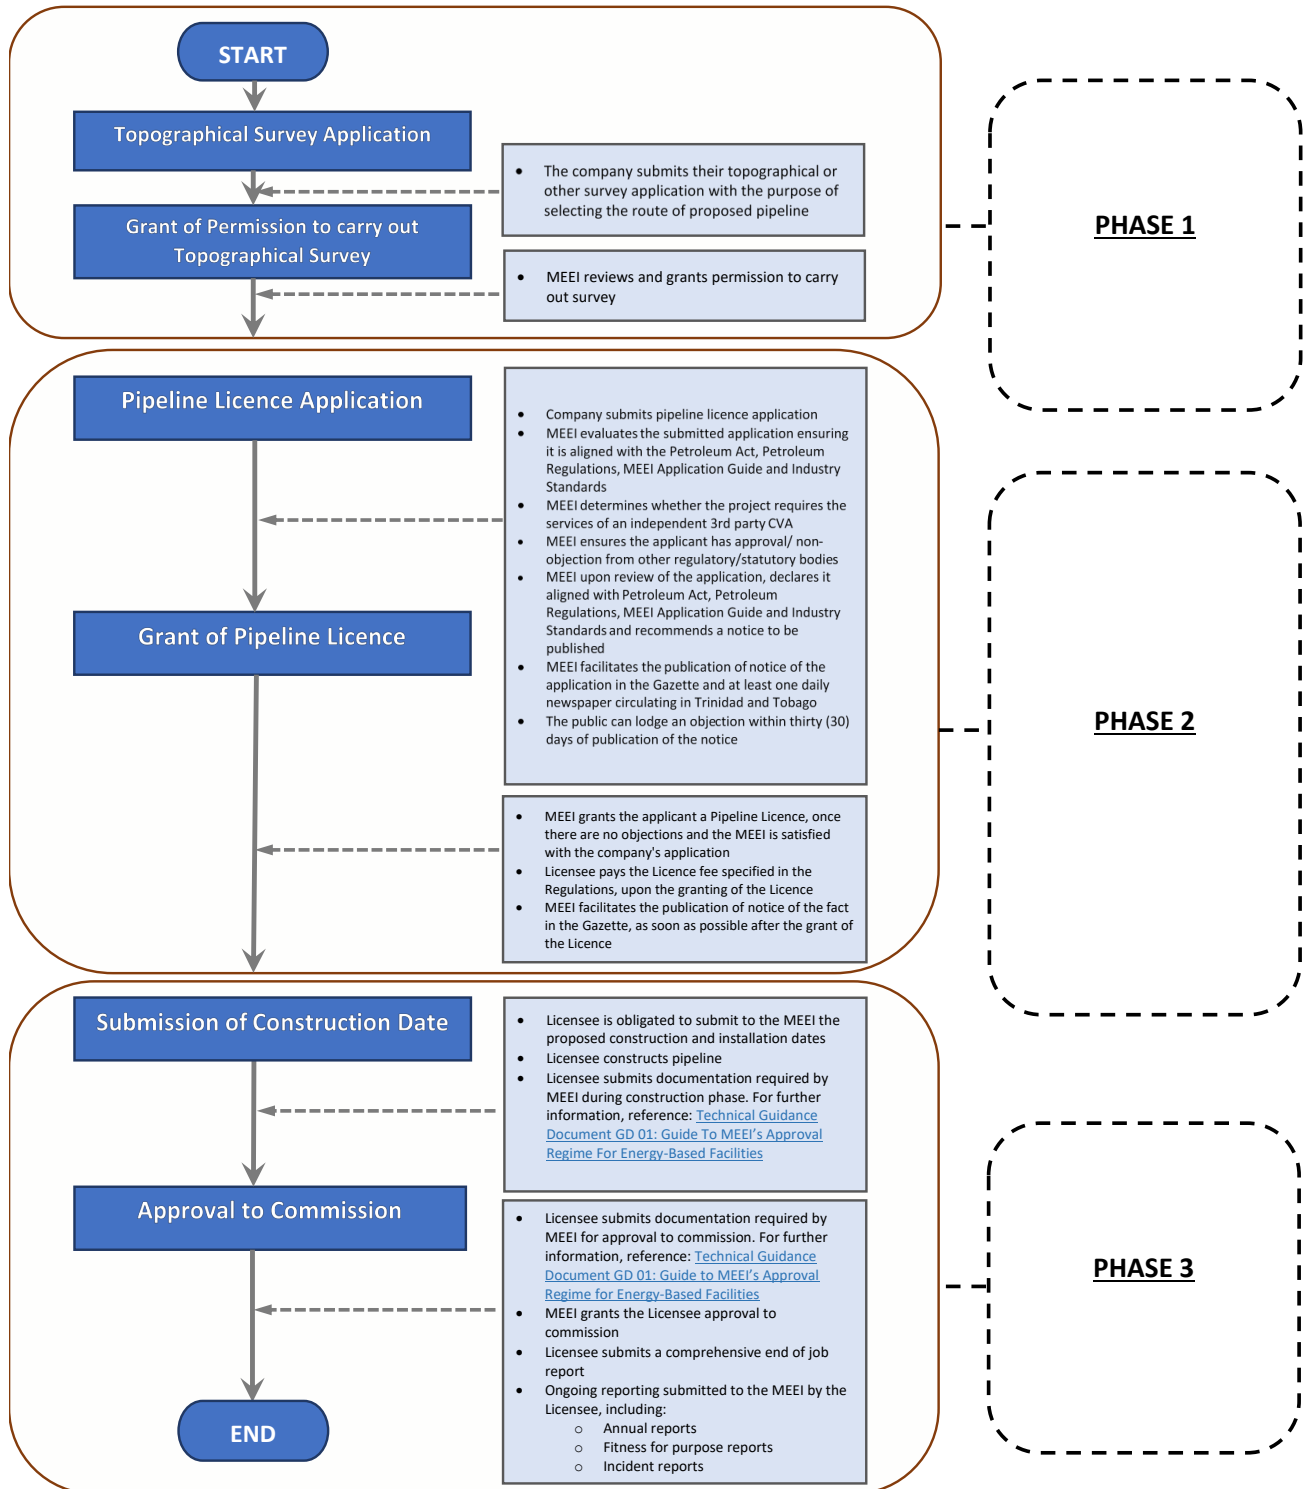 START
Topographical Survey Application
• The company submits their topographical or
other survey application with the purpose of
selecting the route of proposed pipeline
Grant of Permission to carry out
Topographical Survey
• MEEI reviews and grants permission to carry
out survey
PHASE 1
Pipeline Licence Application
• Company submits pipeline licence application
• MEEI evaluates the submitted application ensuring
it is aligned with the Petroleum Act, Petroleum
Regulations, MEEI Application Guide and Industry
Standards
• MEEI determines whether the project requires the
services of an independent 3rd party CVA
• MEEI ensures the applicant has approval/ non-
objection from other regulatory/statutory bodies
• MEEI upon review of the application, declares it
aligned with Petroleum Act, Petroleum
Regulations, MEEI Application Guide and Industry
Standards and recommends a notice to be
published
• MEEI facilitates the publication of notice of the
application in the Gazette and at least one daily
newspaper circulating in Trinidad and Tobago
• The public can lodge an objection within thirty (30)
days of publication of the notice
Grant of Pipeline Licence
• MEEI grants the applicant a Pipeline Licence, once
there are no objections and the MEEI is satisfied
with the company's application
• Licensee pays the Licence fee specified in the
Regulations, upon the granting of the Licence
• MEEI facilitates the publication of notice of the fact
in the Gazette, as soon as possible after the grant of
the Licence
PHASE 2
Submission of Construction Date
• Licensee is obligated to submit to the MEEI the
proposed construction and installation dates
• Licensee constructs pipeline
• Licensee submits documentation required by
MEEI during construction phase. For further
information, reference: Technical Guidance
Document GD 01: Guide To MEEI’s Approval
Regime For Energy-Based Facilities
Approval to Commission
• Licensee submits documentation required by
MEEI for approval to commission. For further
information, reference: Technical Guidance
Document GD 01: Guide to MEEI’s Approval
Regime for Energy-Based Facilities
• MEEI grants the Licensee approval to
commission
• Licensee submits a comprehensive end of job
report
• Ongoing reporting submitted to the MEEI by the
Licensee, including:
o Annual reports
o Fitness for purpose reports
o Incident reports
END
PHASE 3